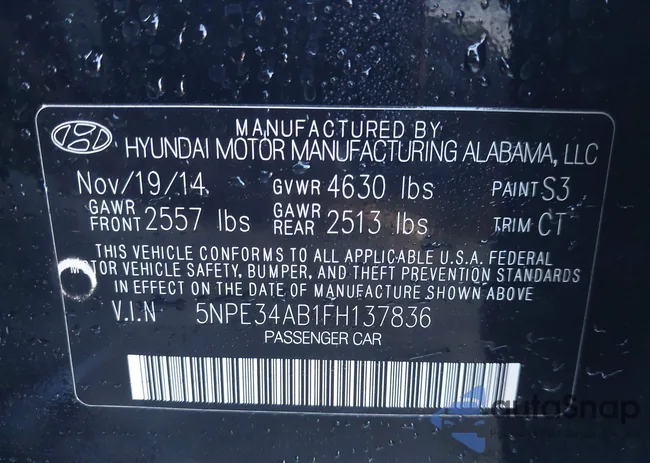 MANUFACTURED BY
HYUNDAI MOTOR MANUFACTURING ALABAMA, LLC
Nov/19/14 GVWR 4630 lbs PAINT S3
GAWR FRONT 2557 lbs GAWR REAR 2513 lbs TRIM CT
THIS VEHICLE CONFORMS TO ALL APPLICABLE U.S.A. FEDERAL
TOR VEHICLE SAFETY, BUMPER, AND THEFT PREVENTION STANDARDS
IN EFFECT ON THE DATE OF MANUFACTURE SHOWN ABOVE
V.I.N 5NPE34AB1FH137836
PASSENGER CAR
autoSnap